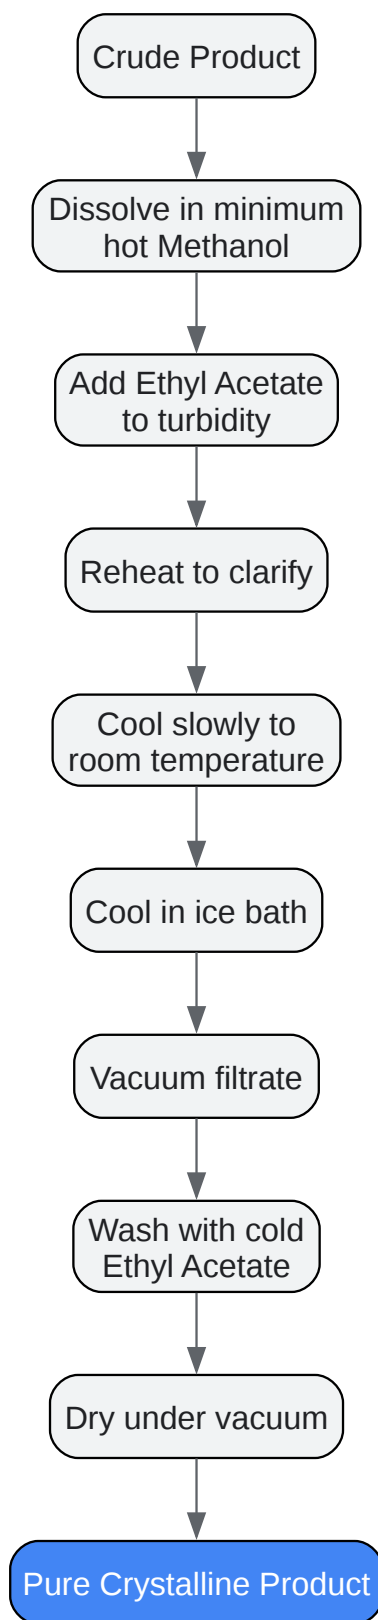 Crude Product
Dissolve in minimum
hot Methanol
Add Ethyl Acetate
to turbidity
Reheat to clarify
Cool slowly to
room temperature
Cool in ice bath
Vacuum filtrate
Wash with cold
Ethyl Acetate
Dry under vacuum
Pure Crystalline Product